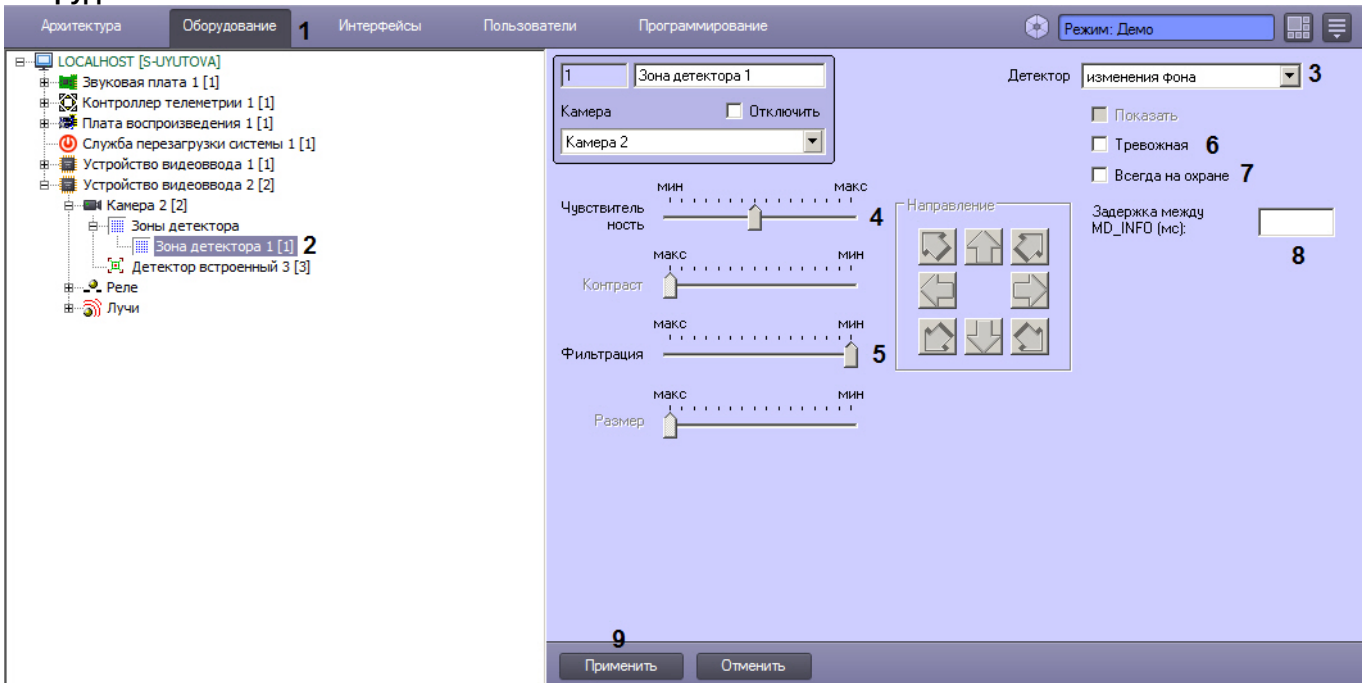 Архитектура Оборудование 1 Интерфейсы Пользователи Программирование Режим: Демо
LOCALHOST [S-UYUTOVA]
Звуковая плата 1 [1]
Контроллер телеметрии 1 [1]
Плата воспроизведения 1 [1]
Служба перезагрузки системы 1 [1]
Устройство видеоввода 1 [1]
Устройство видеоввода 2 [2]
Камера 2 [2]
Зоны детектора
Зона детектора 1 [1] 2
Детектор встроенный 3 [3]
Реле
Лучи
1 Зона детектора 1
Камера Отключить
Камера 2
Детектор изменения фона 3
Показать
Тревожная 6
Всегда на охране 7
Задержка между
MD_INFO (мс):
8
мин макс
Чувствитель
ность
4
макс мин
Контраст
макс мин
Фильтрация 5
макс мин
Размер
Направление
9
Применить Отменить